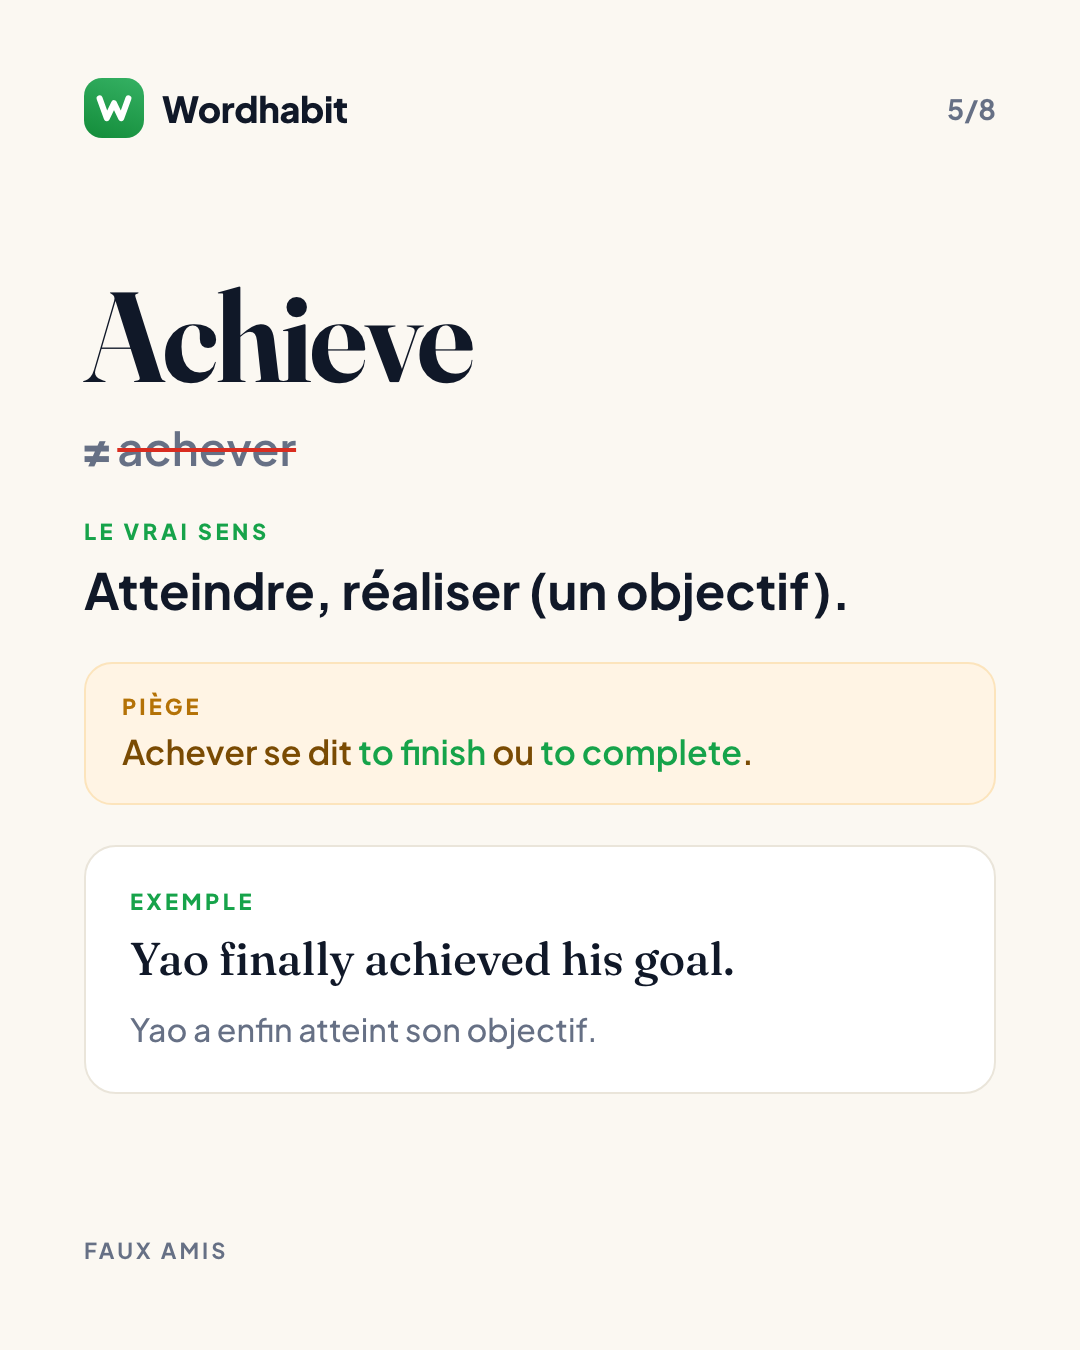 W Wordhabit
5/8
Achieve
≠ achever
LE VRAI SENS
Atteindre, réaliser (un objectif).
PIÈGE
Achever se dit to finish ou to complete.
EXEMPLE
Yao finally achieved his goal.
Yao a enfin atteint son objectif.
FAUX AMIS